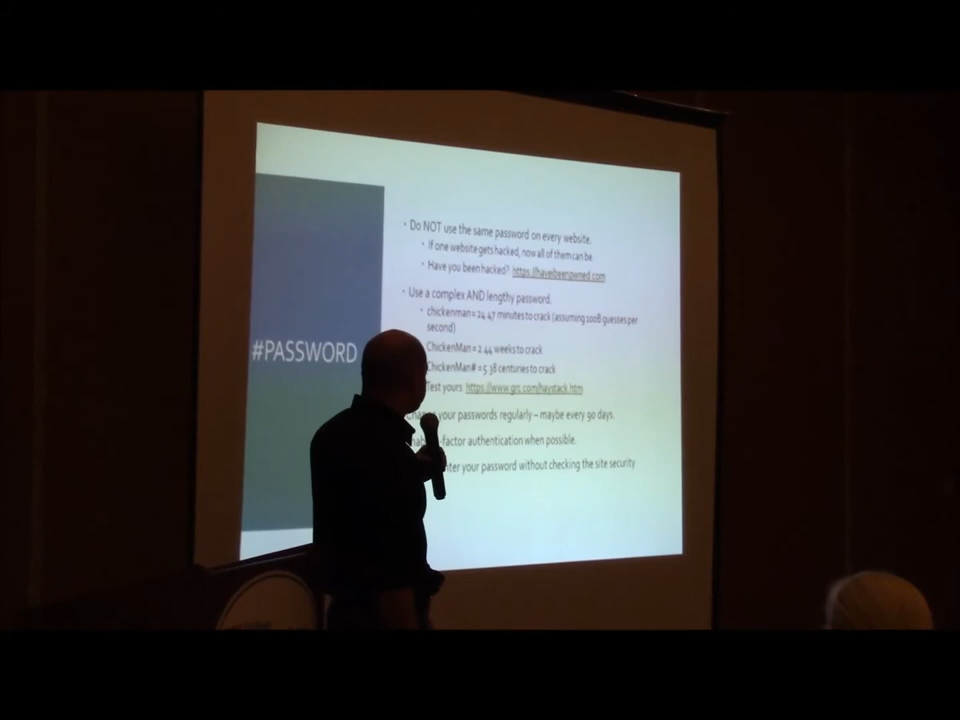 #PASSWORD
Do NOT use the same password on every website.
If one website gets hacked, now all of them can be
Have you been hacked? https://haveibeenpwned.com
Use a complex AND lengthy password.
chickenman = 24.47 minutes to crack (assuming 100B guesses per
second)
ChickenMan = 2.44 weeks to crack
ChickenMan# = 5.38 centuries to crack
Test yours: https://www.grc.com/haystack.htm
your passwords regularly – maybe every 90 days.
-factor authentication when possible.
your password without checking the site security